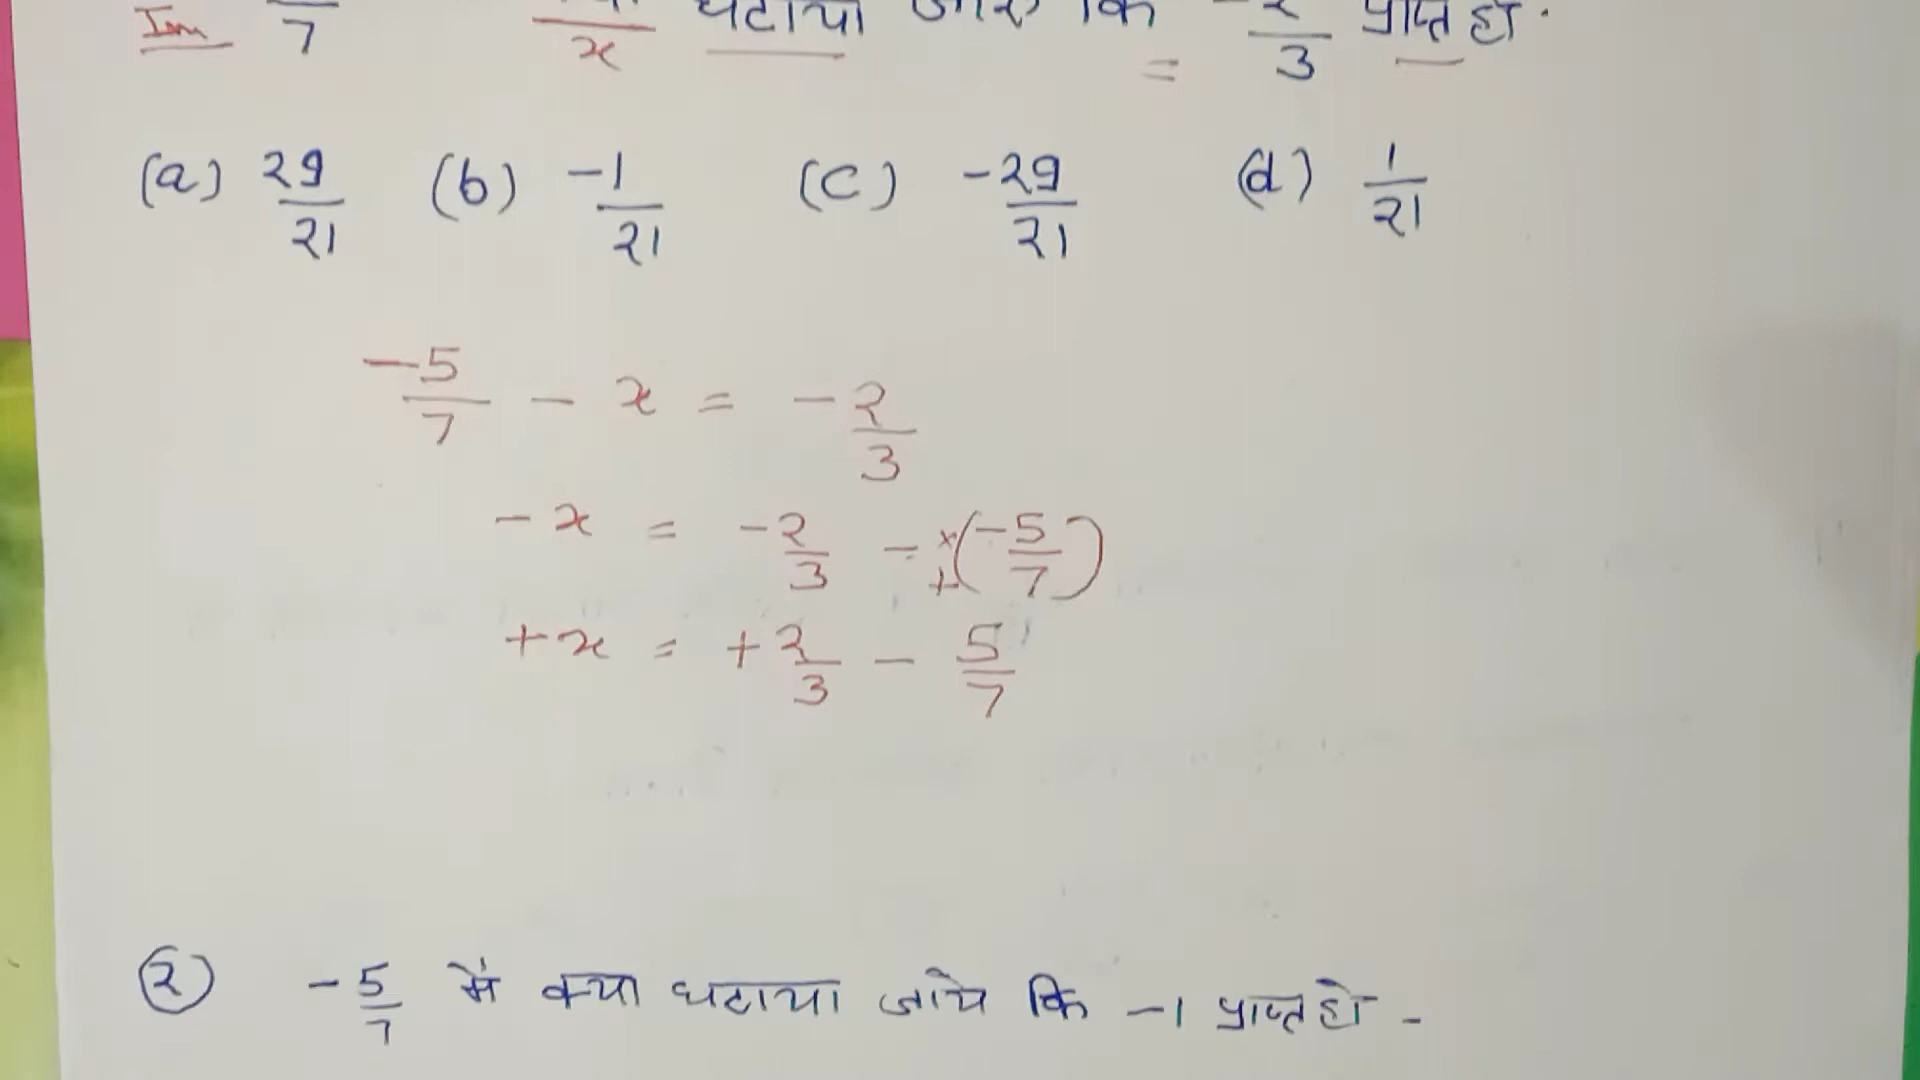 Im 7 x घटाया जाए कि = -2/3 प्राप्त हो.
(a) 29/21 (b) -1/21 (c) -29/21 (d) 1/21
-5/7 - x = -2/3
-x = -2/3 - (-5/7)
+x = +2/3 - 5/7
(2) -5/7 में क्या घटाया जाये कि -1 प्राप्त हो -